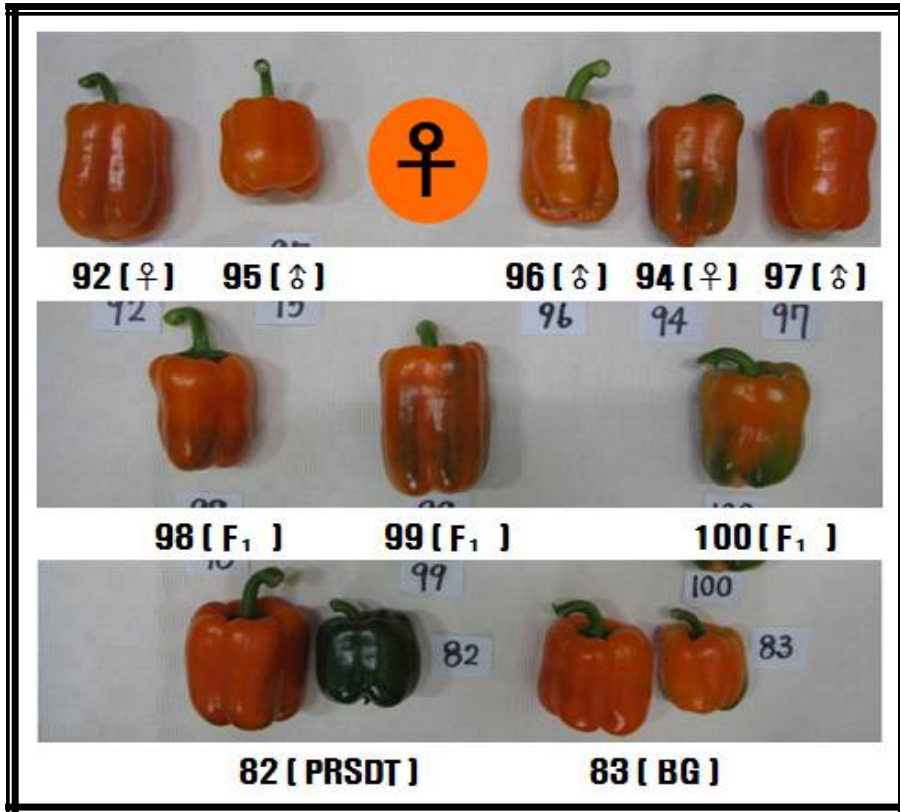 ♀
92 (♀) 95 (♂) 96 (♂) 94 (♀) 97 (♂)
92 96 94 97
98 ( F₁ ) 99 ( F₁ ) 100 ( F₁ )
99 100
82 83
82 ( PRSDT ) 83 ( BG )